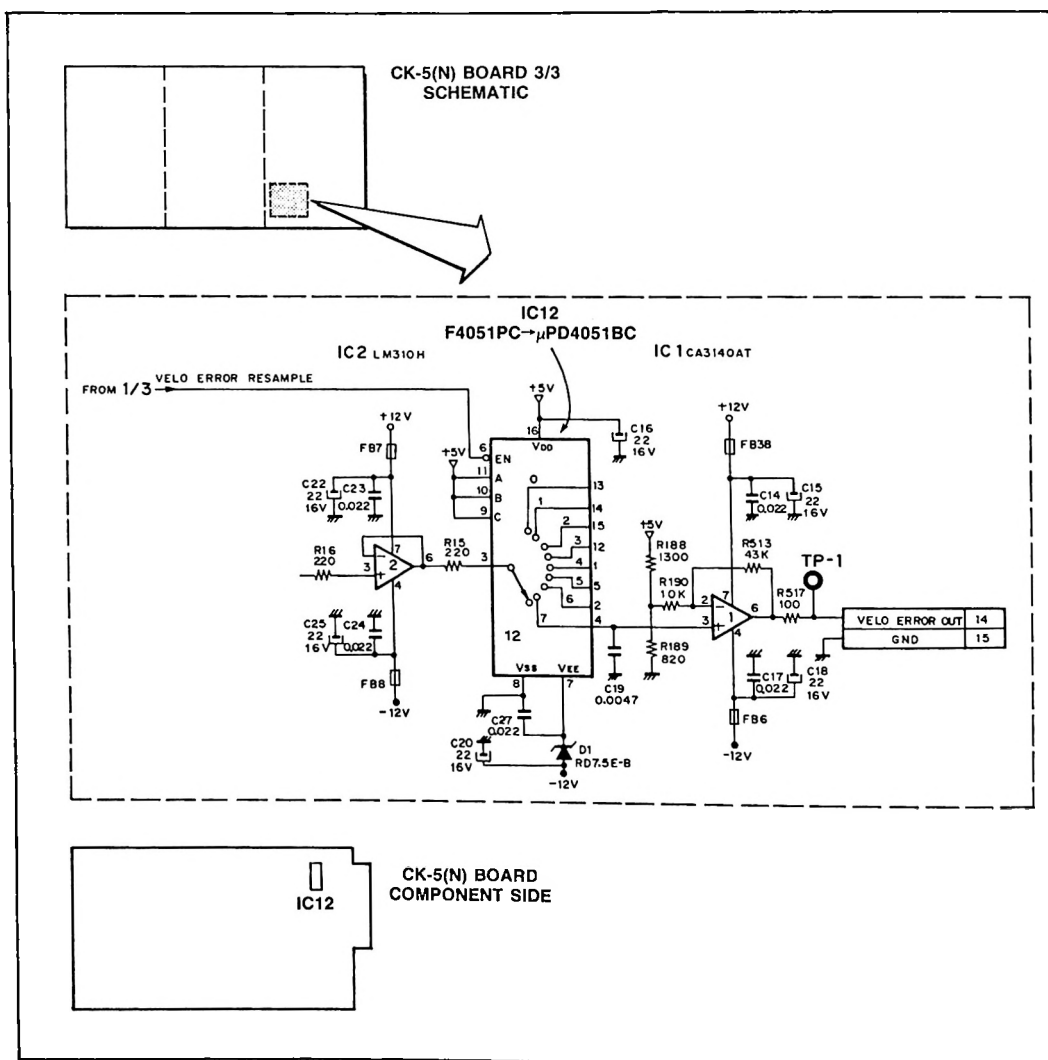 CK-5(N) BOARD 3/3
SCHEMATIC
IC12
F4051PC→μPD4051BC
IC2 LM310H
IC1 CA3140AT
FROM 1/3
VELO ERROR RESAMPLE
+12V
FB7
C22
22
16V
C23
0.022
R16
220
3
7
2
4
6
R15
220
C25
22
16V
C24
0.022
FB8
-12V
+5V
16
VDD
C16
22
16V
6
EN
+5V
11
A
10
B
9
C
3
0
13
1
14
2
15
3
12
4
1
5
5
6
2
7
4
12
VSS
VEE
8
7
C27
0.022
C20
22
16V
D1
RD7.5E-B
-12V
C19
0.0047
+5V
R188
1300
R190
10K
R189
820
+12V
FB38
C14
0.022
C15
22
16V
R513
43K
2
3
7
1
4
6
R517
100
TP-1
C17
0.022
C18
22
16V
FB6
-12V
VELO ERROR OUT 14
GND 15
IC12
CK-5(N) BOARD
COMPONENT SIDE